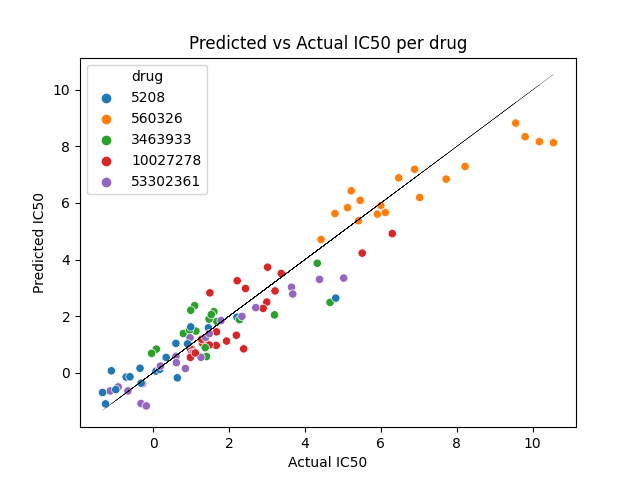 Predicted vs Actual IC50 per drug
drug
5208
560326
3463933
10027278
53302361
10
8
6
4
2
0
Predicted IC50
0 2 4 6 8 10
Actual IC50